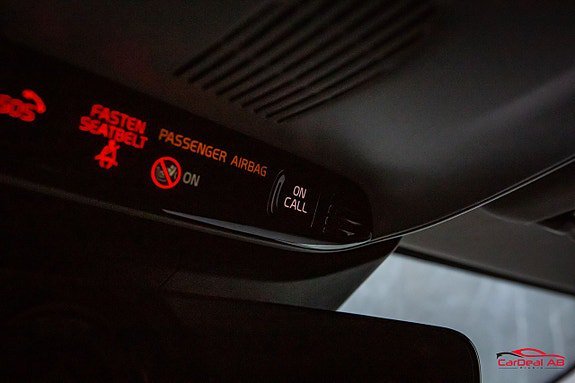 SOS
FASTEN
SEATBELT
PASSENGER AIRBAG
ON
ON
CALL
CarDeal AB